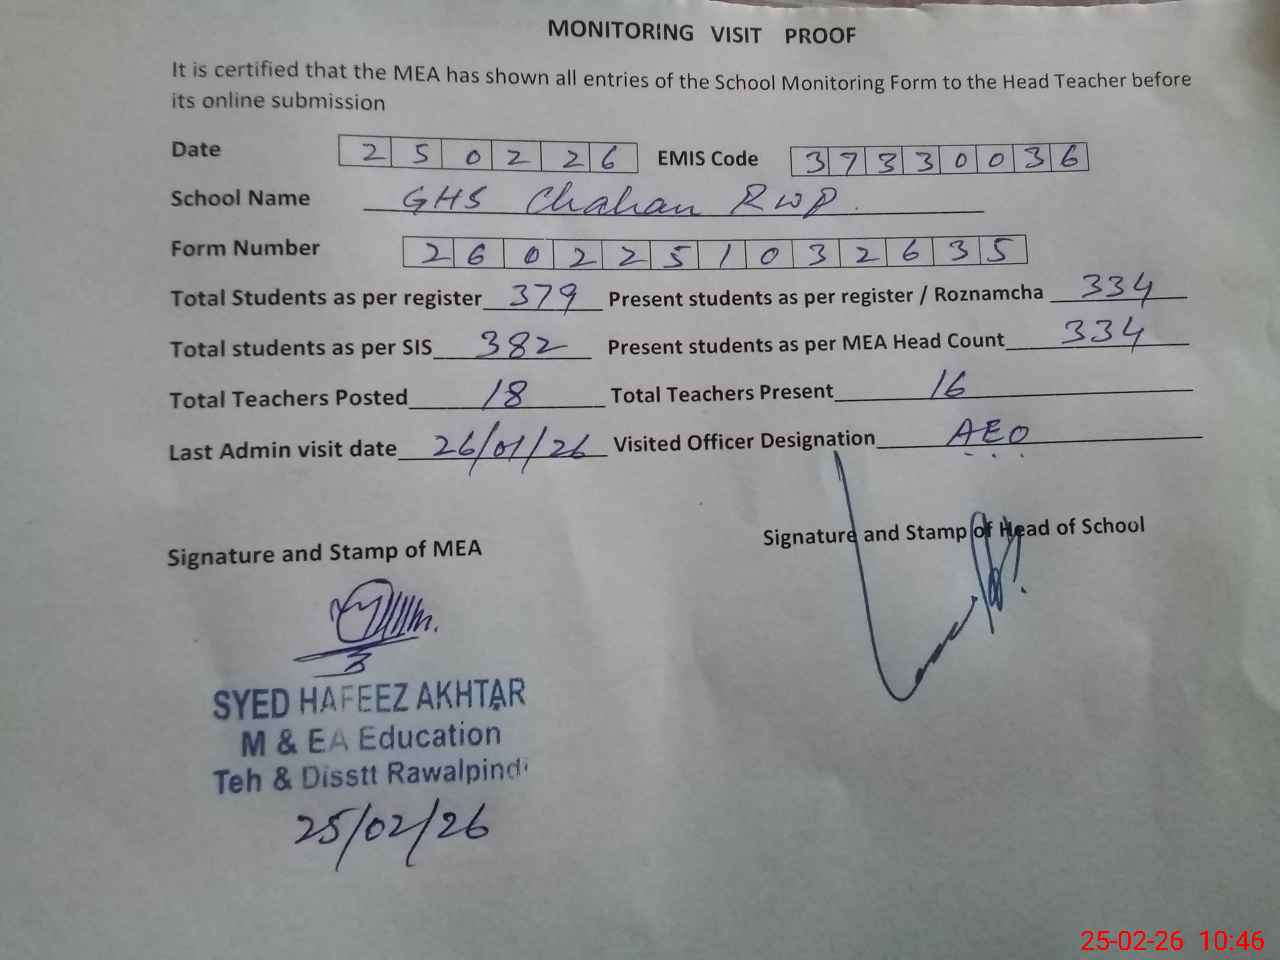 MONITORING VISIT PROOF
It is certified that the MEA has shown all entries of the School Monitoring Form to the Head Teacher before
its online submission
Date 250226 EMIS Code 37330036
School Name GHS Chahan RWP.
Form Number 2602251032635
Total Students as per register 379 Present students as per register / Roznamcha 334
Total students as per SIS 382 Present students as per MEA Head Count 334
Total Teachers Posted 18 Total Teachers Present 16
Last Admin visit date 26/01/26 Visited Officer Designation AEO
Signature and Stamp of MEA Signature and Stamp of Head of School
SYED HAFEEZ AKHTAR
M & EA Education
Teh & Disstt Rawalpindi
25/02/26
25-02-26 10:46